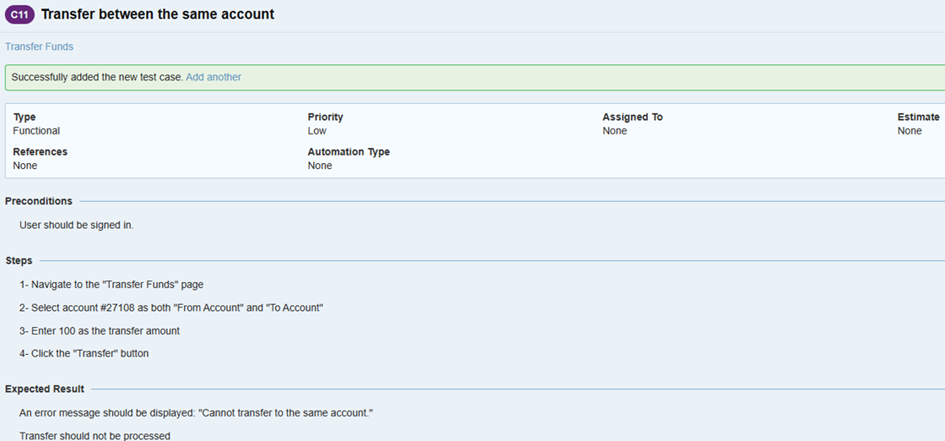 C11 Transfer between the same account
Transfer Funds
Successfully added the new test case. Add another
Type Priority Assigned To Estimate
Functional Low None None
References Automation Type
None None
Preconditions
User should be signed in.
Steps
1- Navigate to the "Transfer Funds" page
2- Select account #27108 as both "From Account" and "To Account"
3- Enter 100 as the transfer amount
4- Click the "Transfer" button
Expected Result
An error message should be displayed: "Cannot transfer to the same account."
Transfer should not be processed